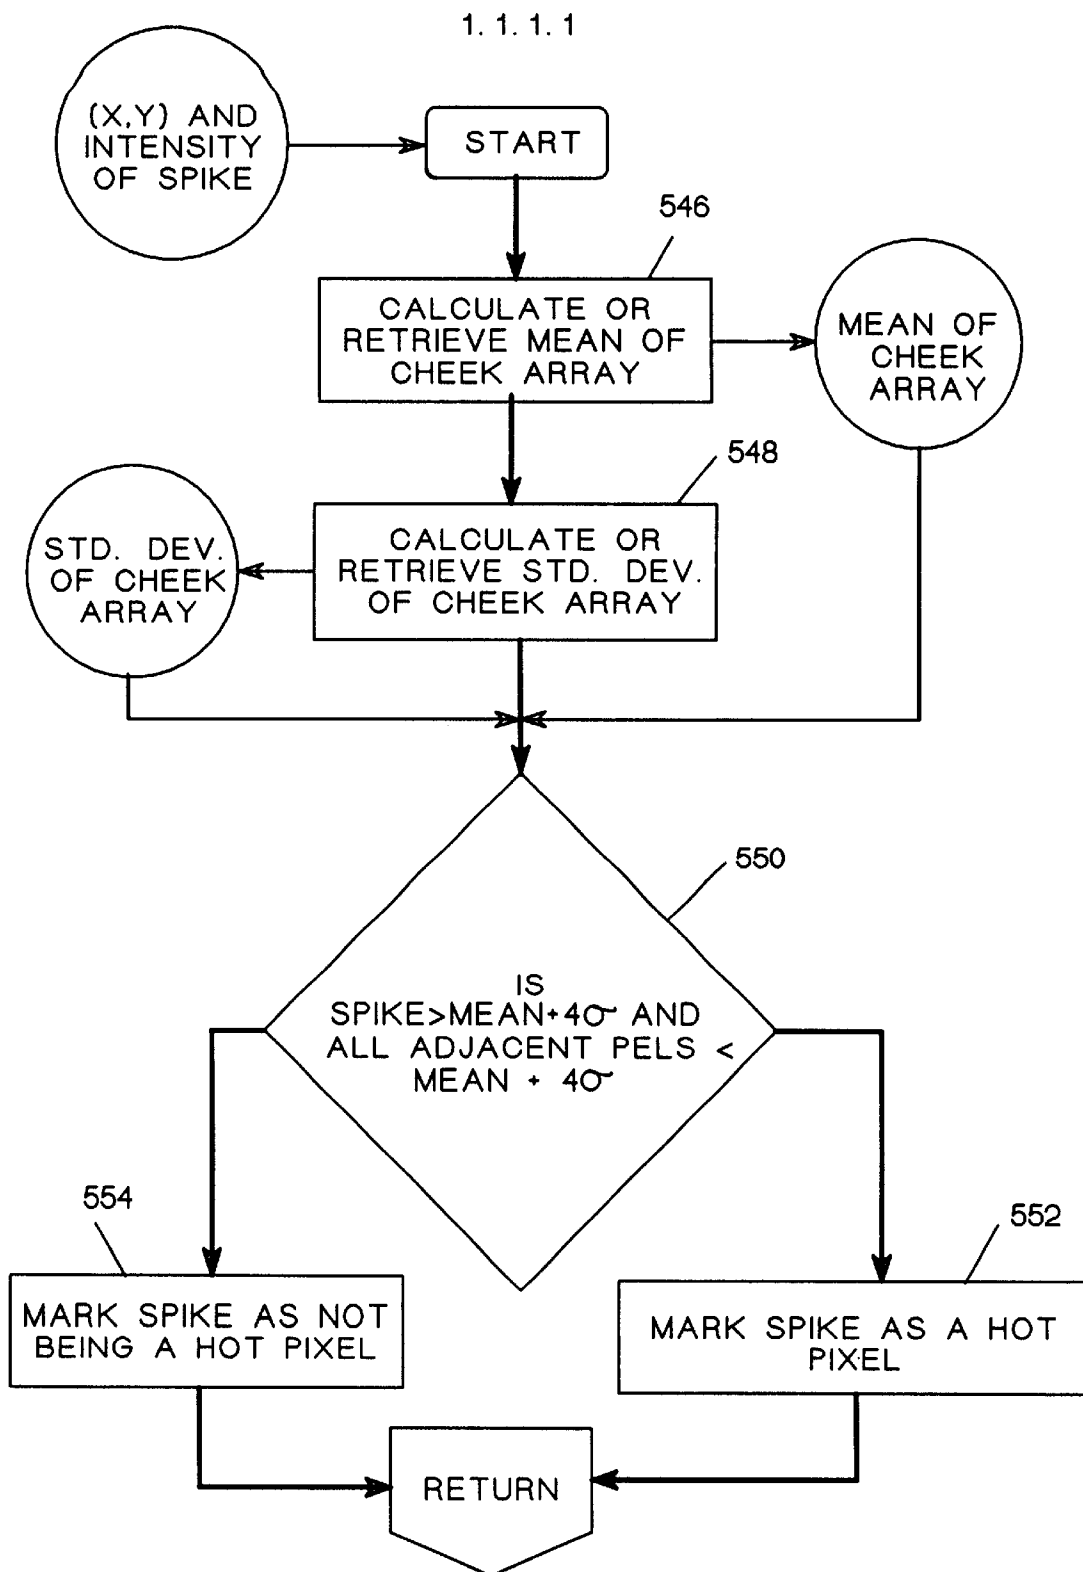 1.1.1.1
(X,Y) AND
INTENSITY
OF SPIKE
START
546
CALCULATE OR
RETRIEVE MEAN OF
CHEEK ARRAY
MEAN OF
CHEEK
ARRAY
548
CALCULATE OR
RETRIEVE STD. DEV.
OF CHEEK ARRAY
STD. DEV.
OF CHEEK
ARRAY
550
IS
SPIKE>MEAN+4σ AND
ALL ADJACENT PELS <
MEAN + 4σ
554
MARK SPIKE AS NOT
BEING A HOT PIXEL
552
MARK SPIKE AS A HOT
PIXEL
RETURN